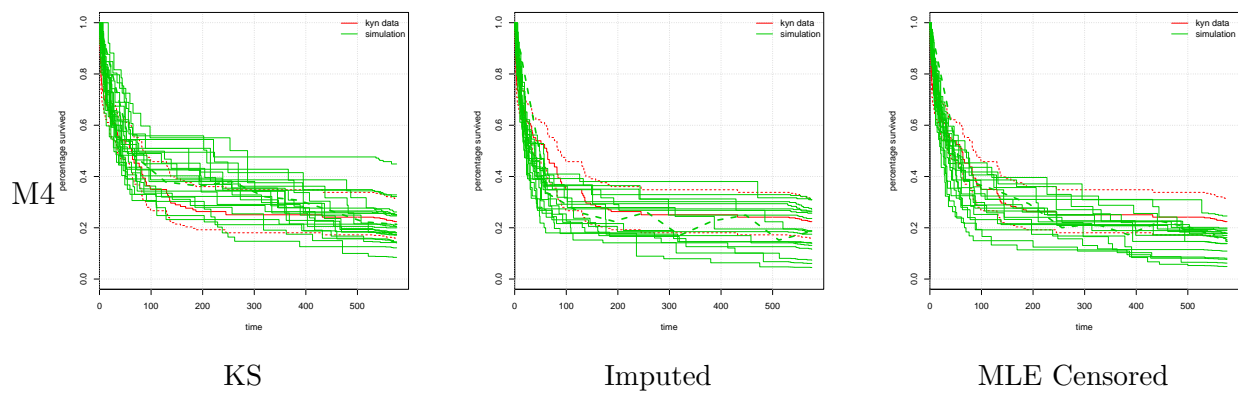 M4
percentage survived
0.0
0.2
0.4
0.6
0.8
1.0
kyn data
simulation
0 100 200 300 400 500
time
KS
percentage survived
0.0
0.2
0.4
0.6
0.8
1.0
kyn data
simulation
0 100 200 300 400 500
time
Imputed
percentage survived
0.0
0.2
0.4
0.6
0.8
1.0
kyn data
simulation
0 100 200 300 400 500
time
MLE Censored